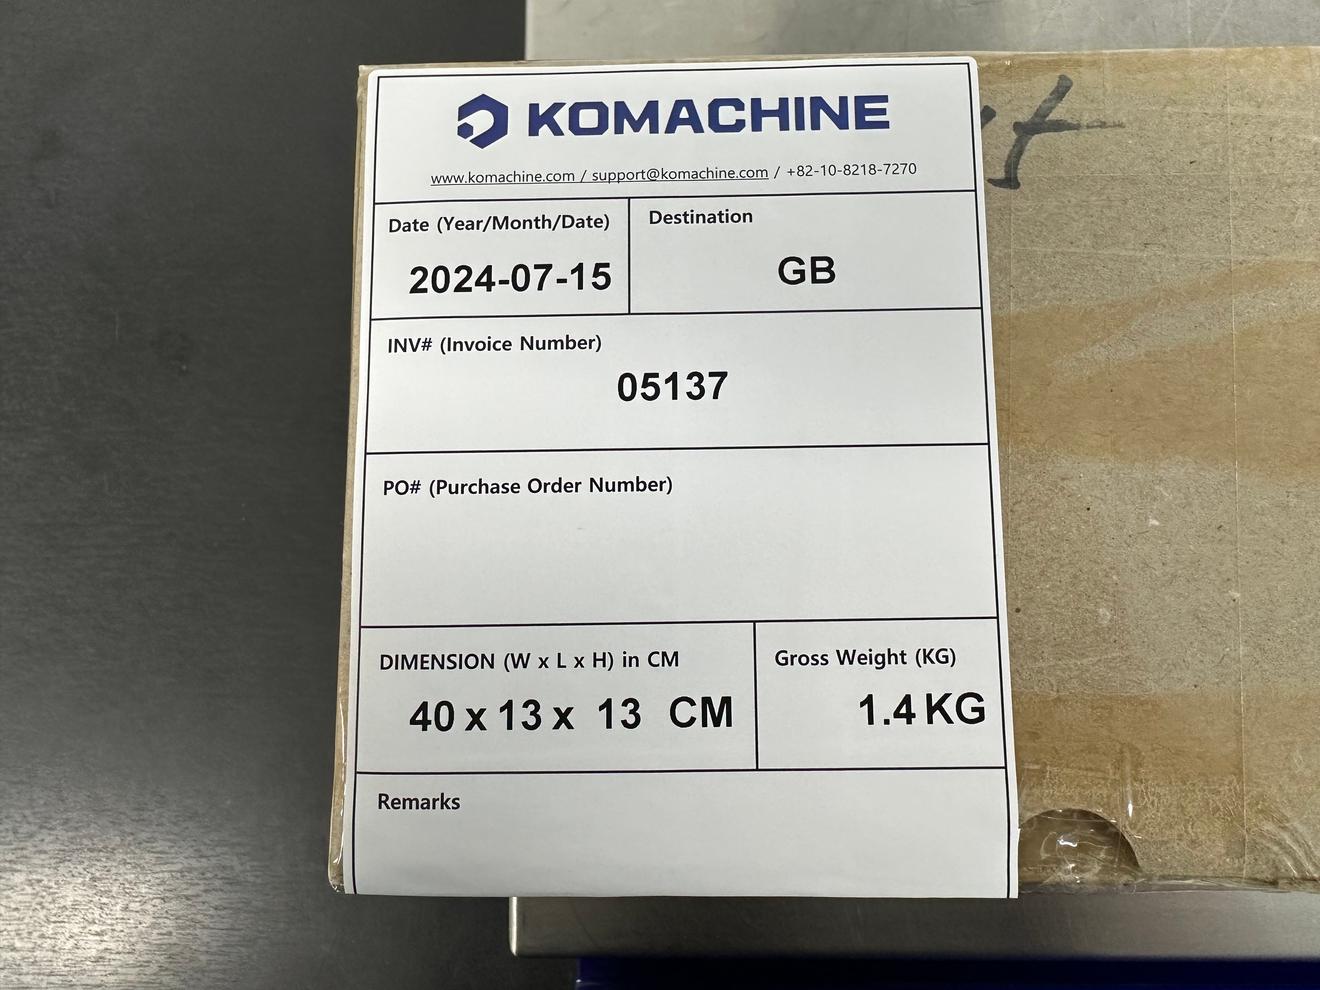 KOMACHINE
www.komachine.com / support@komachine.com / +82-10-8218-7270
Date (Year/Month/Date)
2024-07-15
Destination
GB
INV# (Invoice Number)
05137
PO# (Purchase Order Number)
DIMENSION (W x L x H) in CM
40 x 13 x 13 CM
Gross Weight (KG)
1.4 KG
Remarks